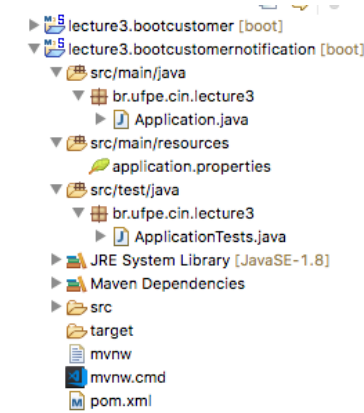 lecture3.bootcustomer [boot]
lecture3.bootcustomernotification [boot]
src/main/java
br.ufpe.cin.lecture3
Application.java
src/main/resources
application.properties
src/test/java
br.ufpe.cin.lecture3
ApplicationTests.java
JRE System Library [JavaSE-1.8]
Maven Dependencies
src
target
mvnw
mvnw.cmd
pom.xml